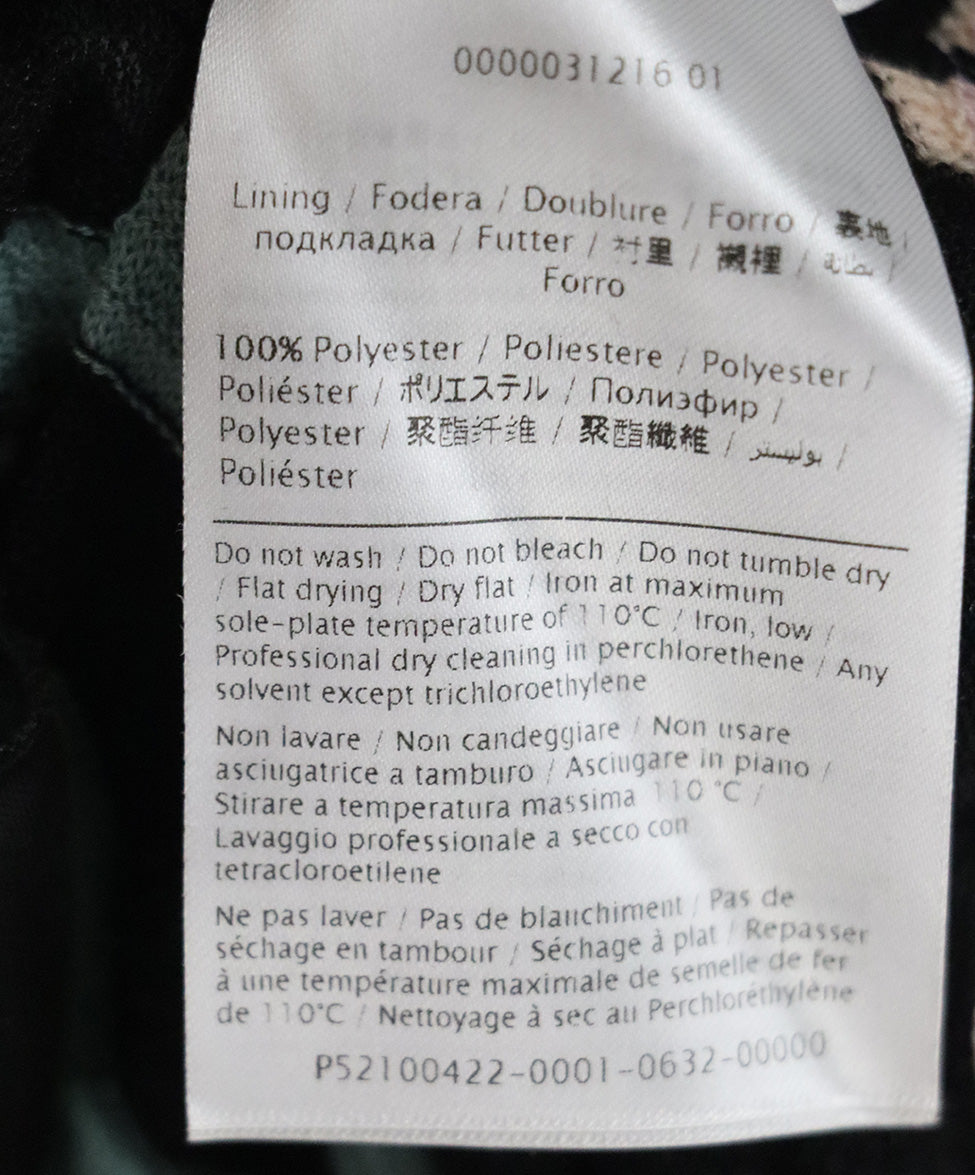 0000031216 01
Lining / Fodera / Doublure / Forro / 裏地 /
подкладка / Futter / 衬里 / 襯裡 / بطانة /
Forro
100% Polyester / Poliestere / Polyester /
Poliéster / ポリエステル / Полиэфир /
Polyester / 聚酯纤维 / 聚酯纖維 / بوليستر /
Poliéster
Do not wash / Do not bleach / Do not tumble dry
/ Flat drying / Dry flat / Iron at maximum
sole-plate temperature of 110°C / Iron, low /
Professional dry cleaning in perchlorethene / Any
solvent except trichloroethylene
Non lavare / Non candeggiare / Non usare
asciugatrice a tamburo / Asciugare in piano /
Stirare a temperatura massima 110 °C /
Lavaggio professionale a secco con
tetracloroetilene
Ne pas laver / Pas de blanchiment / Pas de
séchage en tambour / Séchage à plat / Repasser
à une température maximale de semelle de fer
de 110°C / Nettoyage à sec au Perchloréthylène
P52100422-0001-0632-00000